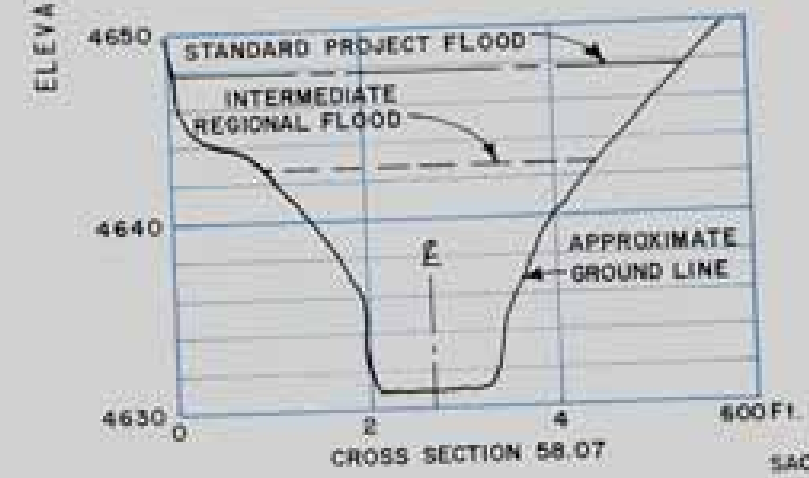 ELEVA
4650
STANDARD PROJECT FLOOD
INTERMEDIATE
REGIONAL FLOOD
4640
APPROXIMATE
GROUND LINE
4630
0
2
4
600 Ft.
CROSS SECTION 58.07
SAC